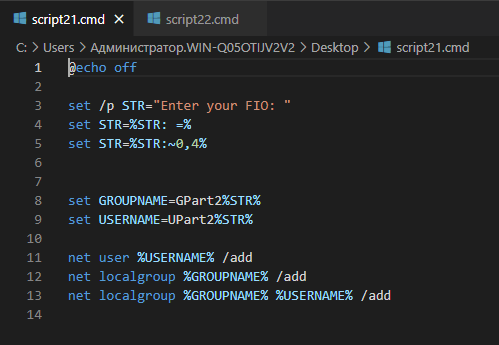 script21.cmd × script22.cmd
C: > Users > Администратор.WIN-Q05OTIJV2V2 > Desktop > script21.cmd
1 @echo off
2
3 set /p STR="Enter your FIO: "
4 set STR=%STR: =%
5 set STR=%STR:~0,4%
6
7
8 set GROUPNAME=GPart2%STR%
9 set USERNAME=UPart2%STR%
10
11 net user %USERNAME% /add
12 net localgroup %GROUPNAME% /add
13 net localgroup %GROUPNAME% %USERNAME% /add
14